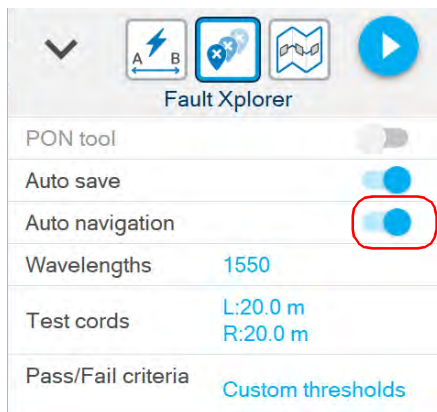 A B
Fault Xplorer
PON tool
Auto save
Auto navigation
Wavelengths 1550
Test cords L:20.0 m
R:20.0 m
Pass/Fail criteria Custom thresholds